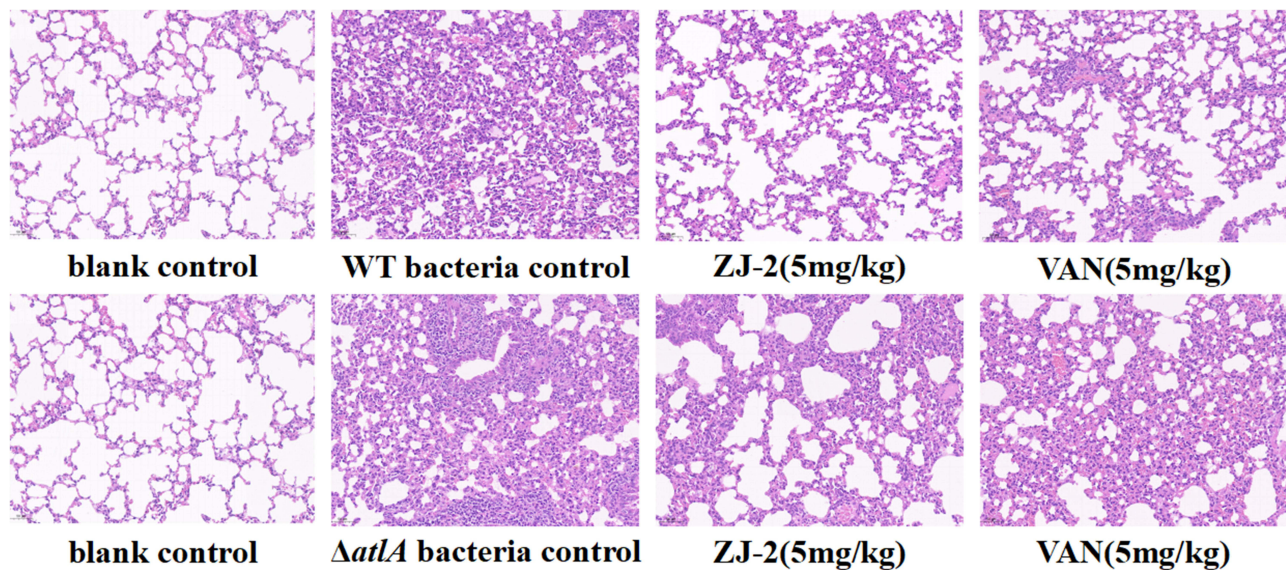 blank control
WT bacteria control
ZJ-2(5mg/kg)
VAN(5mg/kg)
blank control
ΔatlA bacteria control
ZJ-2(5mg/kg)
VAN(5mg/kg)